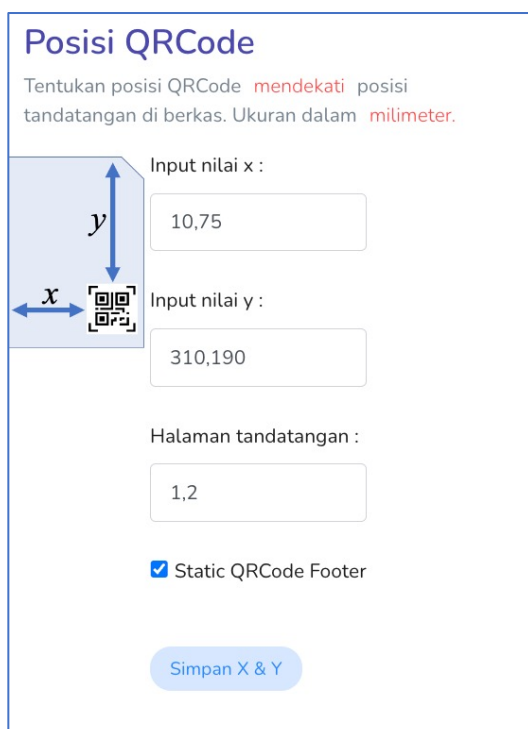 Posisi QRCode
Tentukan posisi QRCode mendekati posisi
tandatangan di berkas. Ukuran dalam milimeter.
Input nilai x :
10,75
y
x
Input nilai y :
310,190
Halaman tandatangan :
1,2
Static QRCode Footer
Simpan X & Y